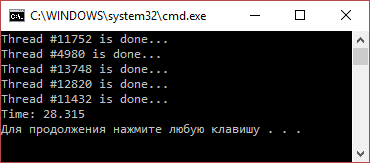 C:\WINDOWS\system32\cmd.exe
Thread #11752 is done...
Thread #4980 is done...
Thread #13748 is done...
Thread #12820 is done...
Thread #11432 is done...
Time: 28.315
Для продолжения нажмите любую клавишу . . .